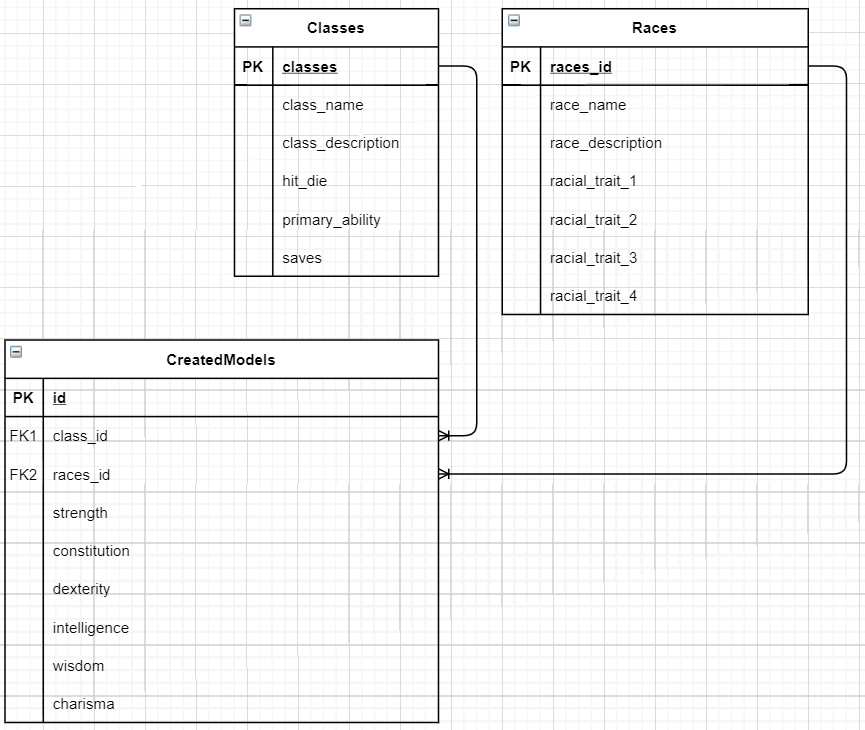 Classes
PK classes
class_name
class_description
hit_die
primary_ability
saves
Races
PK races_id
race_name
race_description
racial_trait_1
racial_trait_2
racial_trait_3
racial_trait_4
CreatedModels
PK id
FK1 class_id
FK2 races_id
strength
constitution
dexterity
intelligence
wisdom
charisma